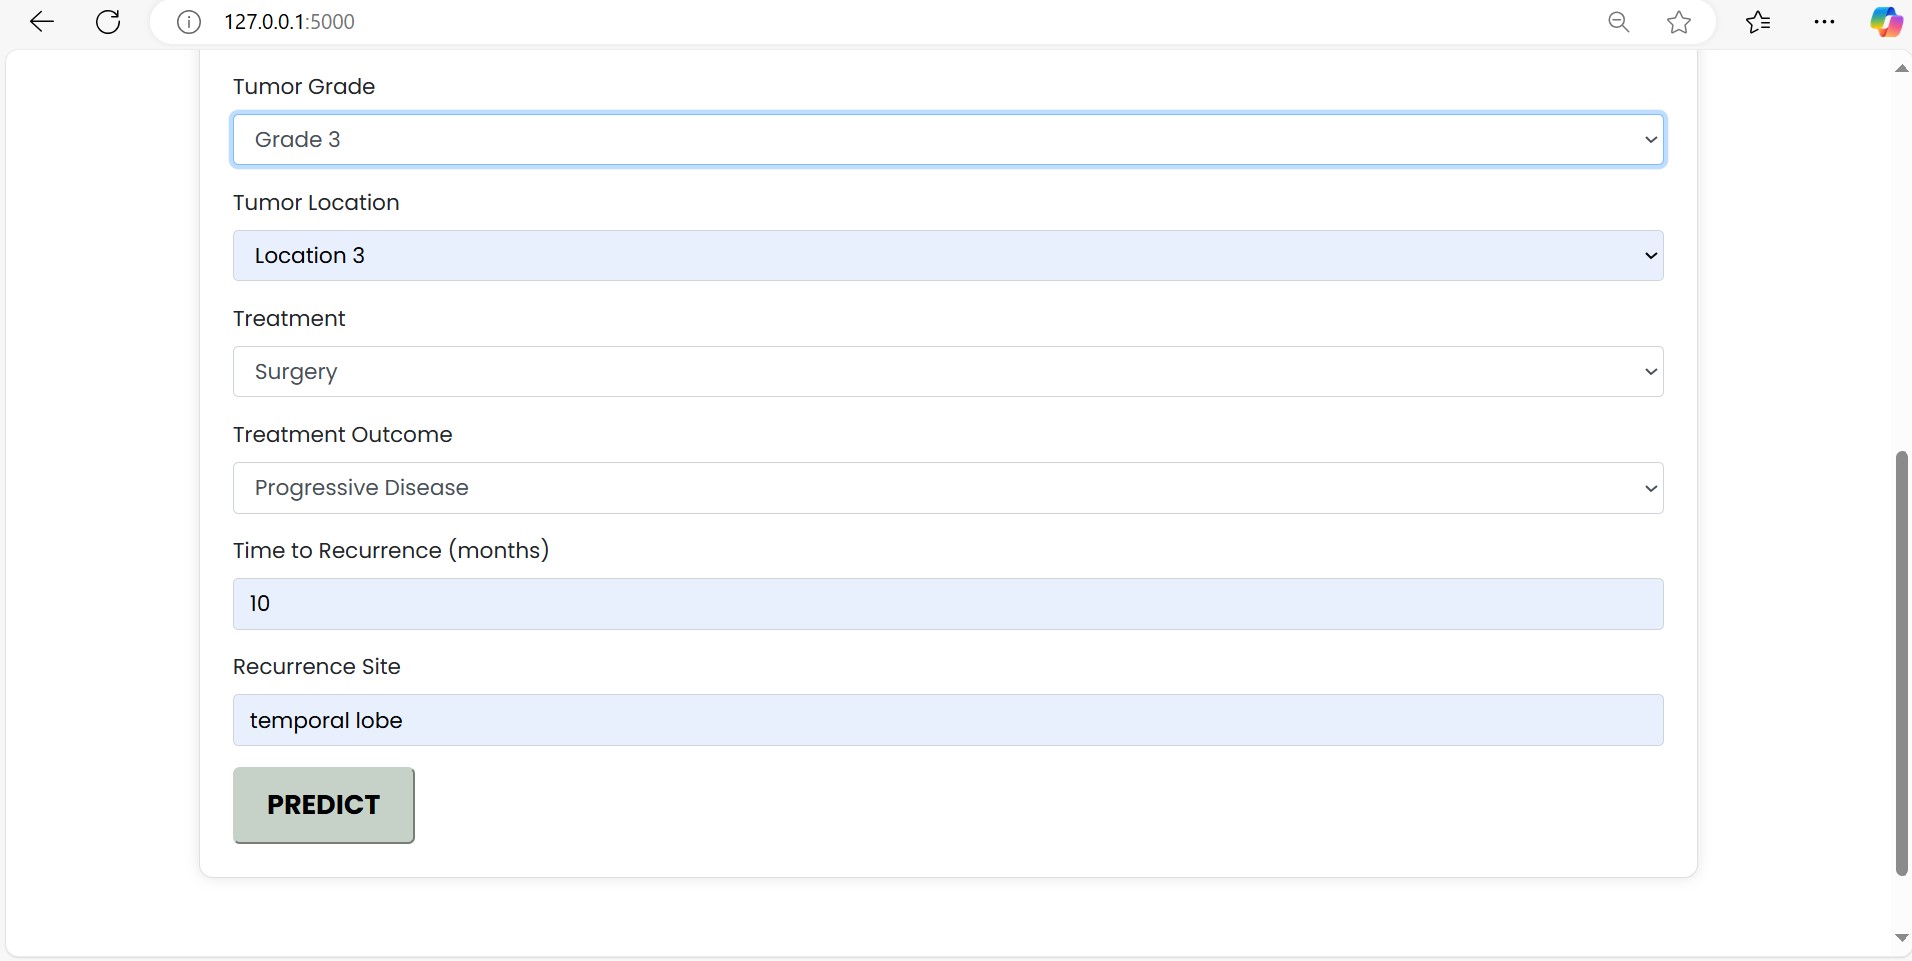 127.0.0.1:5000
Tumor Grade
Grade 3
Tumor Location
Location 3
Treatment
Surgery
Treatment Outcome
Progressive Disease
Time to Recurrence (months)
10
Recurrence Site
temporal lobe
PREDICT